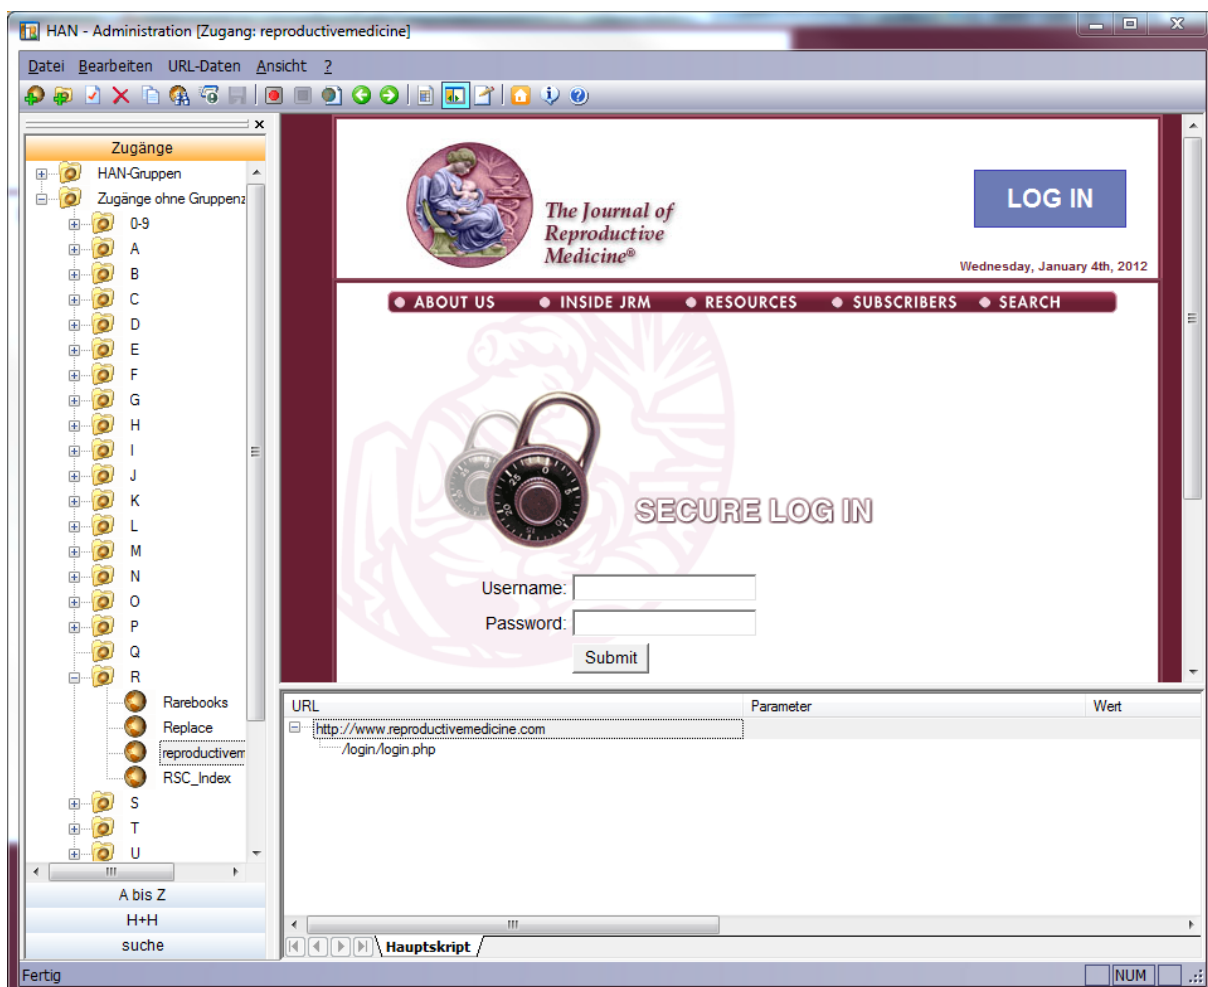 HAN - Administration [Zugang: reproductivemedicine]
Datei Bearbeiten URL-Daten Ansicht ?
Zugänge
HAN-Gruppen
Zugänge ohne Gruppenz
0-9
A
B
C
D
E
F
G
H
I
J
K
L
M
N
O
P
Q
R
Rarebooks
Replace
reproductivem
RSC_Index
S
T
U
A bis Z
H+H
suche
The Journal of
Reproductive
Medicine®
LOG IN
Wednesday, January 4th, 2012
ABOUT US INSIDE JRM RESOURCES SUBSCRIBERS SEARCH
SECURE LOG IN
Username:
Password:
Submit
URL Parameter Wert
http://www.reproductivemedicine.com
/login/login.php
Hauptskript
Fertig NUM